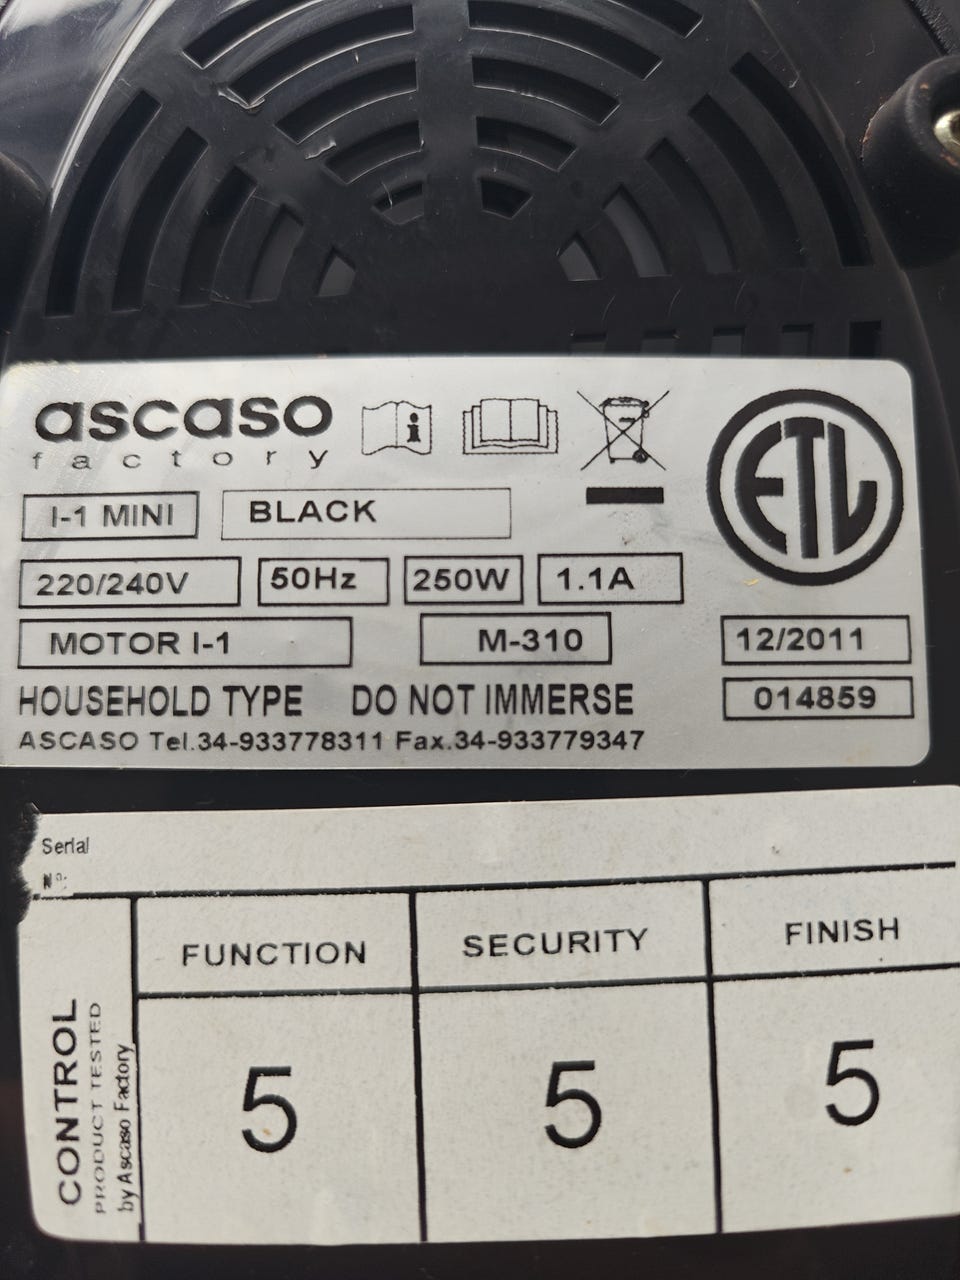 ascaso
factory
ETL
I-1 MINI BLACK
220/240V 50Hz 250W 1.1A
MOTOR I-1 M-310 12/2011
HOUSEHOLD TYPE DO NOT IMMERSE 014859
ASCASO Tel.34-933778311 Fax.34-933779347
Serial
Nº:
CONTROL
PRODUCT TESTED
by Ascaso Factory
FUNCTION SECURITY FINISH
5 5 5